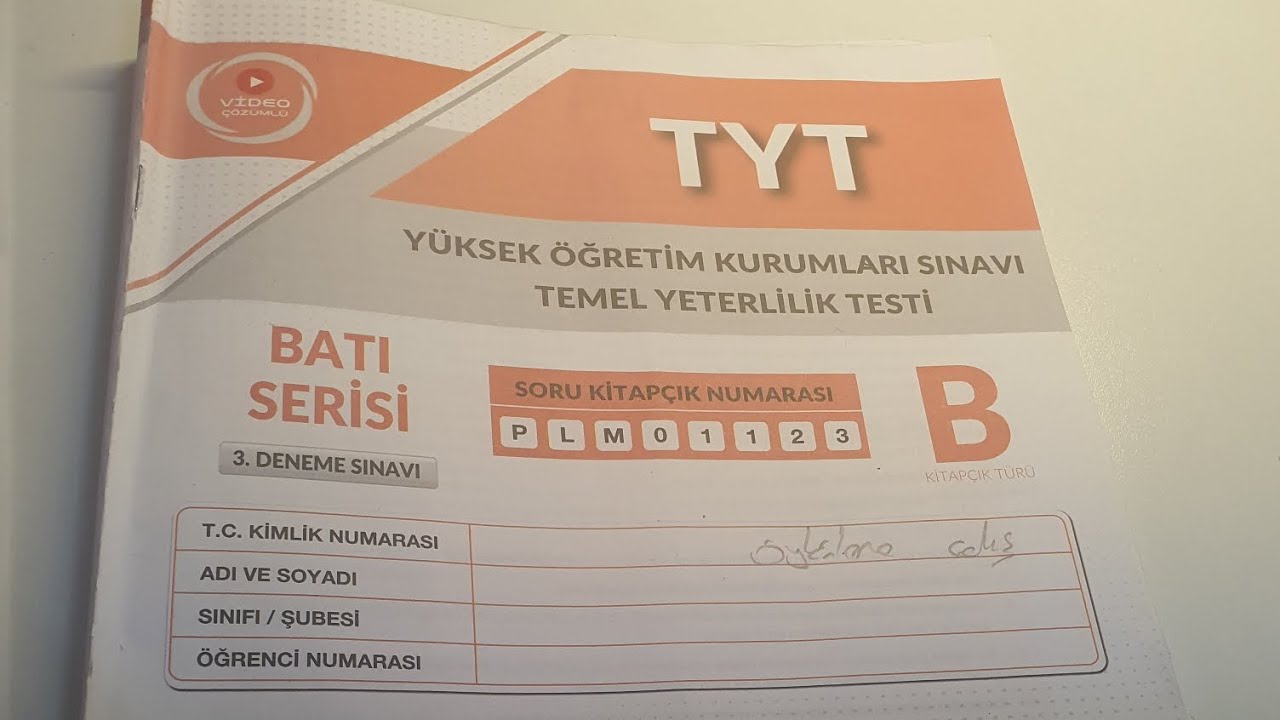 VİDEO
ÇÖZÜMLÜ
TYT
YÜKSEK ÖĞRETİM KURUMLARI SINAVI
TEMEL YETERLİLİK TESTİ
BATI
SERİSİ
3. DENEME SINAVI
SORU KİTAPÇIK NUMARASI
P L M 0 1 1 2 3
B
KİTAPÇIK TÜRÜ
T.C. KİMLİK NUMARASI
çalış
ADI VE SOYADI
SINIFI / ŞUBESİ
ÖĞRENCİ NUMARASI